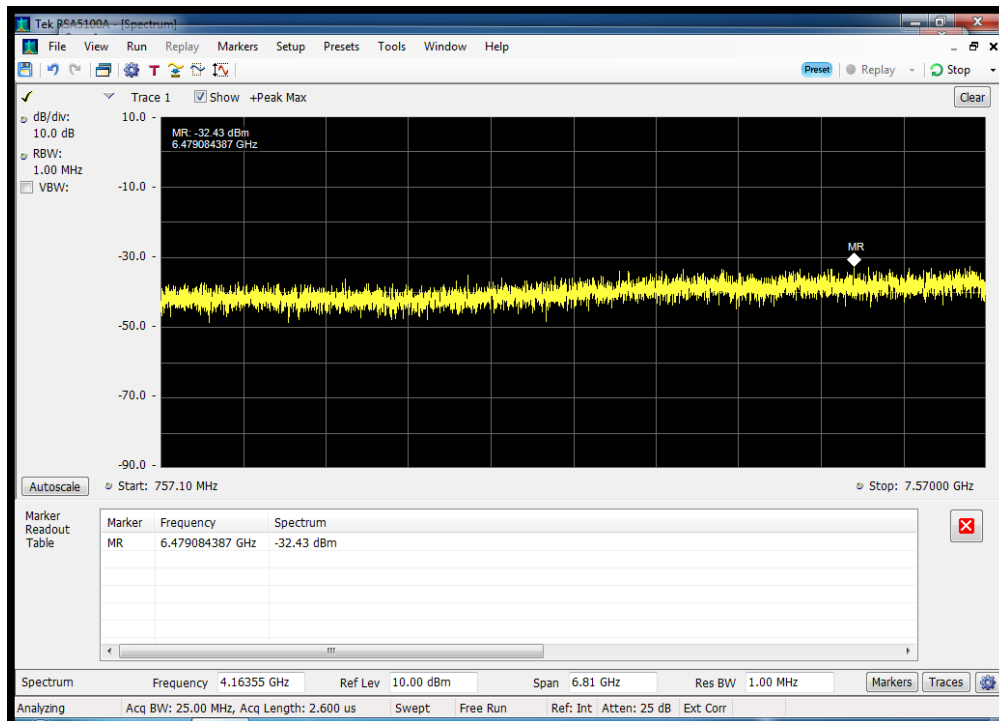 Tek RSA5100A - [Spectrum]
File View Run Replay Markers Setup Presets Tools Window Help
T Preset Replay Stop
Trace 1 Show +Peak Max Clear
dB/div:
10.0 dB
RBW:
1.00 MHz
VBW:
10.0
-10.0
-30.0
-50.0
-70.0
-90.0
MR: -32.43 dBm
6.479084387 GHz
MR
Autoscale Start: 757.10 MHz Stop: 7.57000 GHz
Marker
Readout
Table
Marker Frequency Spectrum
MR 6.479084387 GHz -32.43 dBm
Spectrum Frequency 4.16355 GHz Ref Lev 10.00 dBm Span 6.81 GHz Res BW 1.00 MHz Markers Traces
Analyzing Acq BW: 25.00 MHz, Acq Length: 2.600 us Swept Free Run Ref: Int Atten: 25 dB Ext Corr